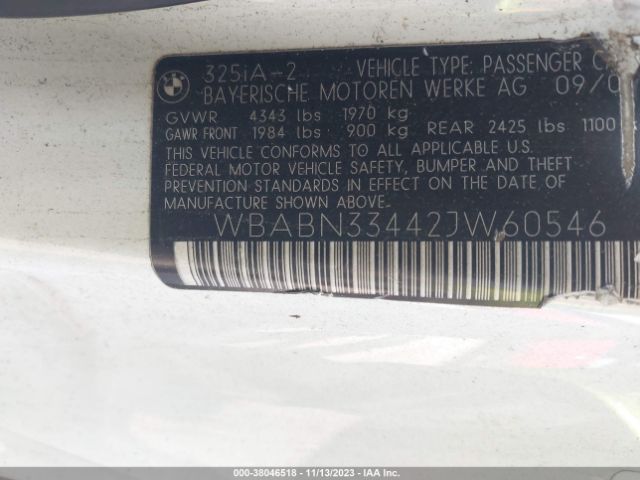 325iA-2 VEHICLE TYPE: PASSENGER C
BAYERISCHE MOTOREN WERKE AG 09/0
GVWR 4343 lbs 1970 kg
GAWR FRONT 1984 lbs 900 kg REAR 2425 lbs 1100
THIS VEHICLE CONFORMS TO ALL APPLICABLE U.S.
FEDERAL MOTOR VEHICLE SAFETY, BUMPER AND THEFT
PREVENTION STANDARDS IN EFFECT ON THE DATE OF
MANUFACTURE SHOWN ABOVE.
WBABN33442JW60546
000-38046518 - 11/13/2023 - IAA Inc.